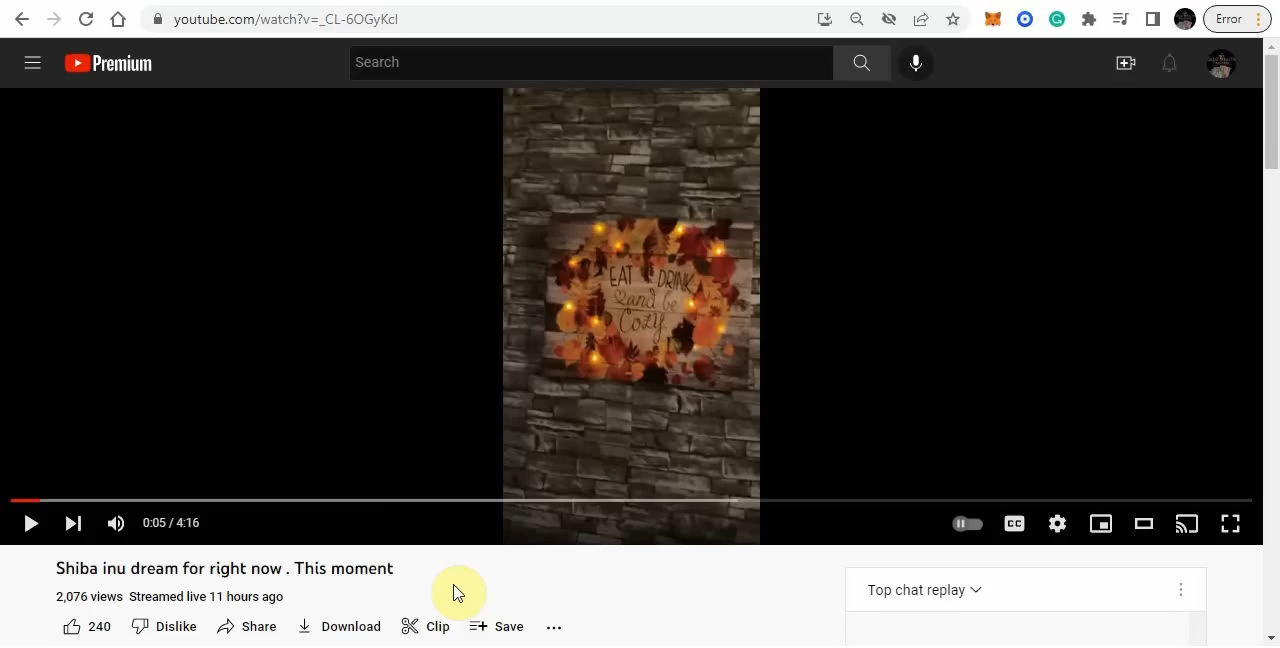 youtube.com/watch?v=_CL-6OGyKcI
Error
Premium
Search
EAT DRINK
and be
Cozy
0:05 / 4:16
CC
Shiba inu dream for right now . This moment
2,076 views Streamed live 11 hours ago
Top chat replay
240 Dislike Share Download Clip Save